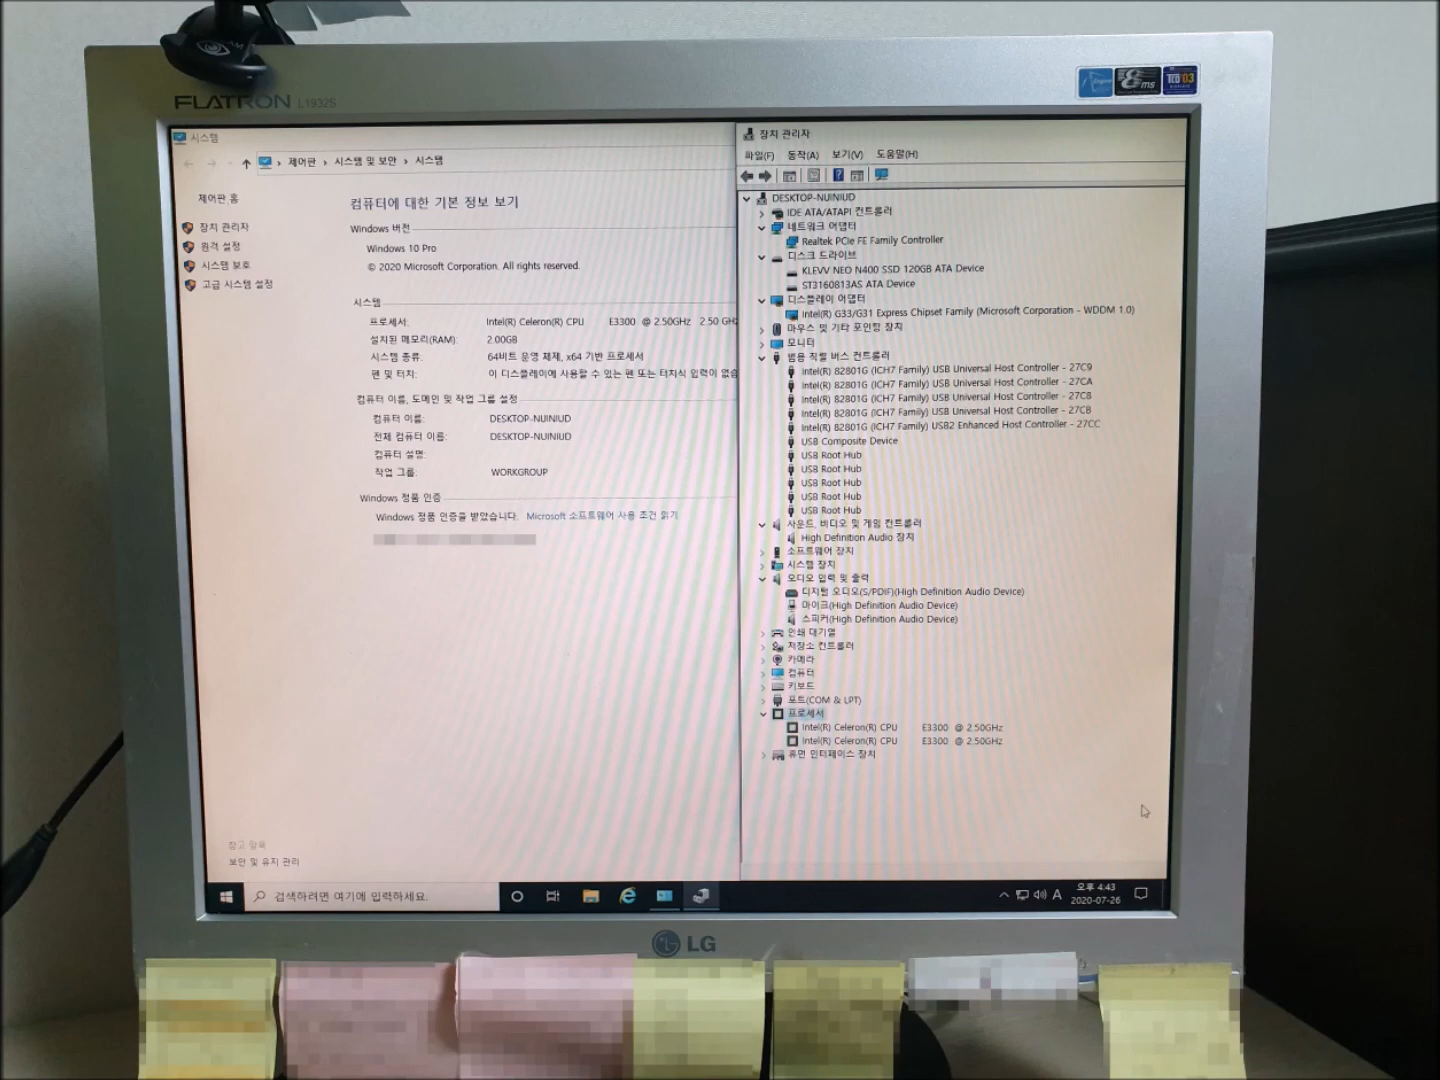 FLATRON L1932S
8ms
TCO'03
시스템
제어판 › 시스템 및 보안 › 시스템
제어판 홈
장치 관리자
원격 설정
시스템 보호
고급 시스템 설정
컴퓨터에 대한 기본 정보 보기
Windows 버전
Windows 10 Pro
© 2020 Microsoft Corporation. All rights reserved.
시스템
프로세서: Intel(R) Celeron(R) CPU E3300 @ 2.50GHz 2.50 GHz
설치된 메모리(RAM): 2.00GB
시스템 종류: 64비트 운영 체제, x64 기반 프로세서
펜 및 터치: 이 디스플레이에 사용할 수 있는 펜 또는 터치식 입력이 없습
컴퓨터 이름, 도메인 및 작업 그룹 설정
컴퓨터 이름: DESKTOP-NUINIUD
전체 컴퓨터 이름: DESKTOP-NUINIUD
컴퓨터 설명:
작업 그룹: WORKGROUP
Windows 정품 인증
Windows 정품 인증을 받았습니다. Microsoft 소프트웨어 사용 조건 읽기
참고 항목
보안 및 유지 관리
장치 관리자
파일(F) 동작(A) 보기(V) 도움말(H)
DESKTOP-NUINIUD
IDE ATA/ATAPI 컨트롤러
네트워크 어댑터
Realtek PCIe FE Family Controller
디스크 드라이브
KLEVV NEO N400 SSD 120GB ATA Device
ST3160813AS ATA Device
디스플레이 어댑터
Intel(R) G33/G31 Express Chipset Family (Microsoft Corporation - WDDM 1.0)
마우스 및 기타 포인팅 장치
모니터
범용 직렬 버스 컨트롤러
Intel(R) 82801G (ICH7 Family) USB Universal Host Controller - 27C9
Intel(R) 82801G (ICH7 Family) USB Universal Host Controller - 27CA
Intel(R) 82801G (ICH7 Family) USB Universal Host Controller - 27C8
Intel(R) 82801G (ICH7 Family) USB Universal Host Controller - 27CB
Intel(R) 82801G (ICH7 Family) USB2 Enhanced Host Controller - 27CC
USB Composite Device
USB Root Hub
USB Root Hub
USB Root Hub
USB Root Hub
USB Root Hub
사운드, 비디오 및 게임 컨트롤러
High Definition Audio 장치
소프트웨어 장치
시스템 장치
오디오 입력 및 출력
디지털 오디오(S/PDIF)(High Definition Audio Device)
마이크(High Definition Audio Device)
스피커(High Definition Audio Device)
인쇄 대기열
저장소 컨트롤러
카메라
컴퓨터
키보드
포트(COM & LPT)
프로세서
Intel(R) Celeron(R) CPU E3300 @ 2.50GHz
Intel(R) Celeron(R) CPU E3300 @ 2.50GHz
휴먼 인터페이스 장치
검색하려면 여기에 입력하세요.
A
오후 4:43
2020-07-26
LG